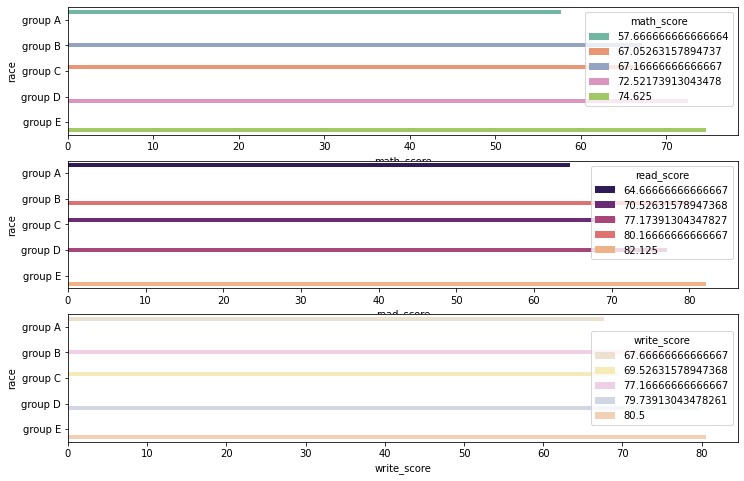 group A
group B
group C
group D
group E
race
math_score
57.666666666666664
67.05263157894737
67.16666666666667
72.52173913043478
74.625
0 10 20 30 40 50 60 70
math_score
group A
group B
group C
group D
group E
race
read_score
64.66666666666667
70.52631578947368
77.17391304347827
80.16666666666667
82.125
0 10 20 30 40 50 60 70 80
read_score
group A
group B
group C
group D
group E
race
write_score
67.66666666666667
69.52631578947368
77.16666666666667
79.73913043478261
80.5
0 10 20 30 40 50 60 70 80
write_score